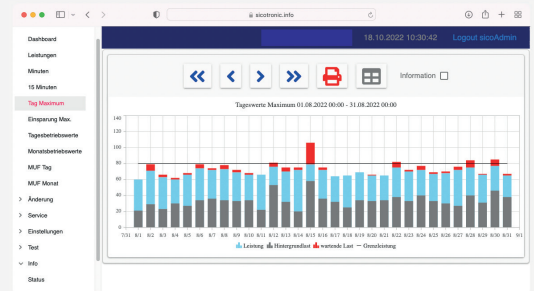 sicotronic.info
18.10.2022 10:30:42 Logout sicoAdmin
Dashboard
Leistungen
Minuten
15 Minuten
Tag Maximum
Einsparung Max.
Tagesbetriebswerte
Monatsbetriebswerte
MUF Tag
MUF Monat
Änderung
Service
Einstellungen
Test
Info
Status
Information
Tageswerte Maximum 01.08.2022 00:00 - 31.08.2022 00:00
140
120
100
80
60
40
20
0
7/31 8/1 8/2 8/3 8/4 8/5 8/6 8/7 8/8 8/9 8/10 8/11 8/12 8/13 8/14 8/15 8/16 8/17 8/18 8/19 8/20 8/21 8/22 8/23 8/24 8/25 8/26 8/27 8/28 8/29 8/30 8/31 9/1
Leistung Hintergrundlast wartende Last Grenzleistung